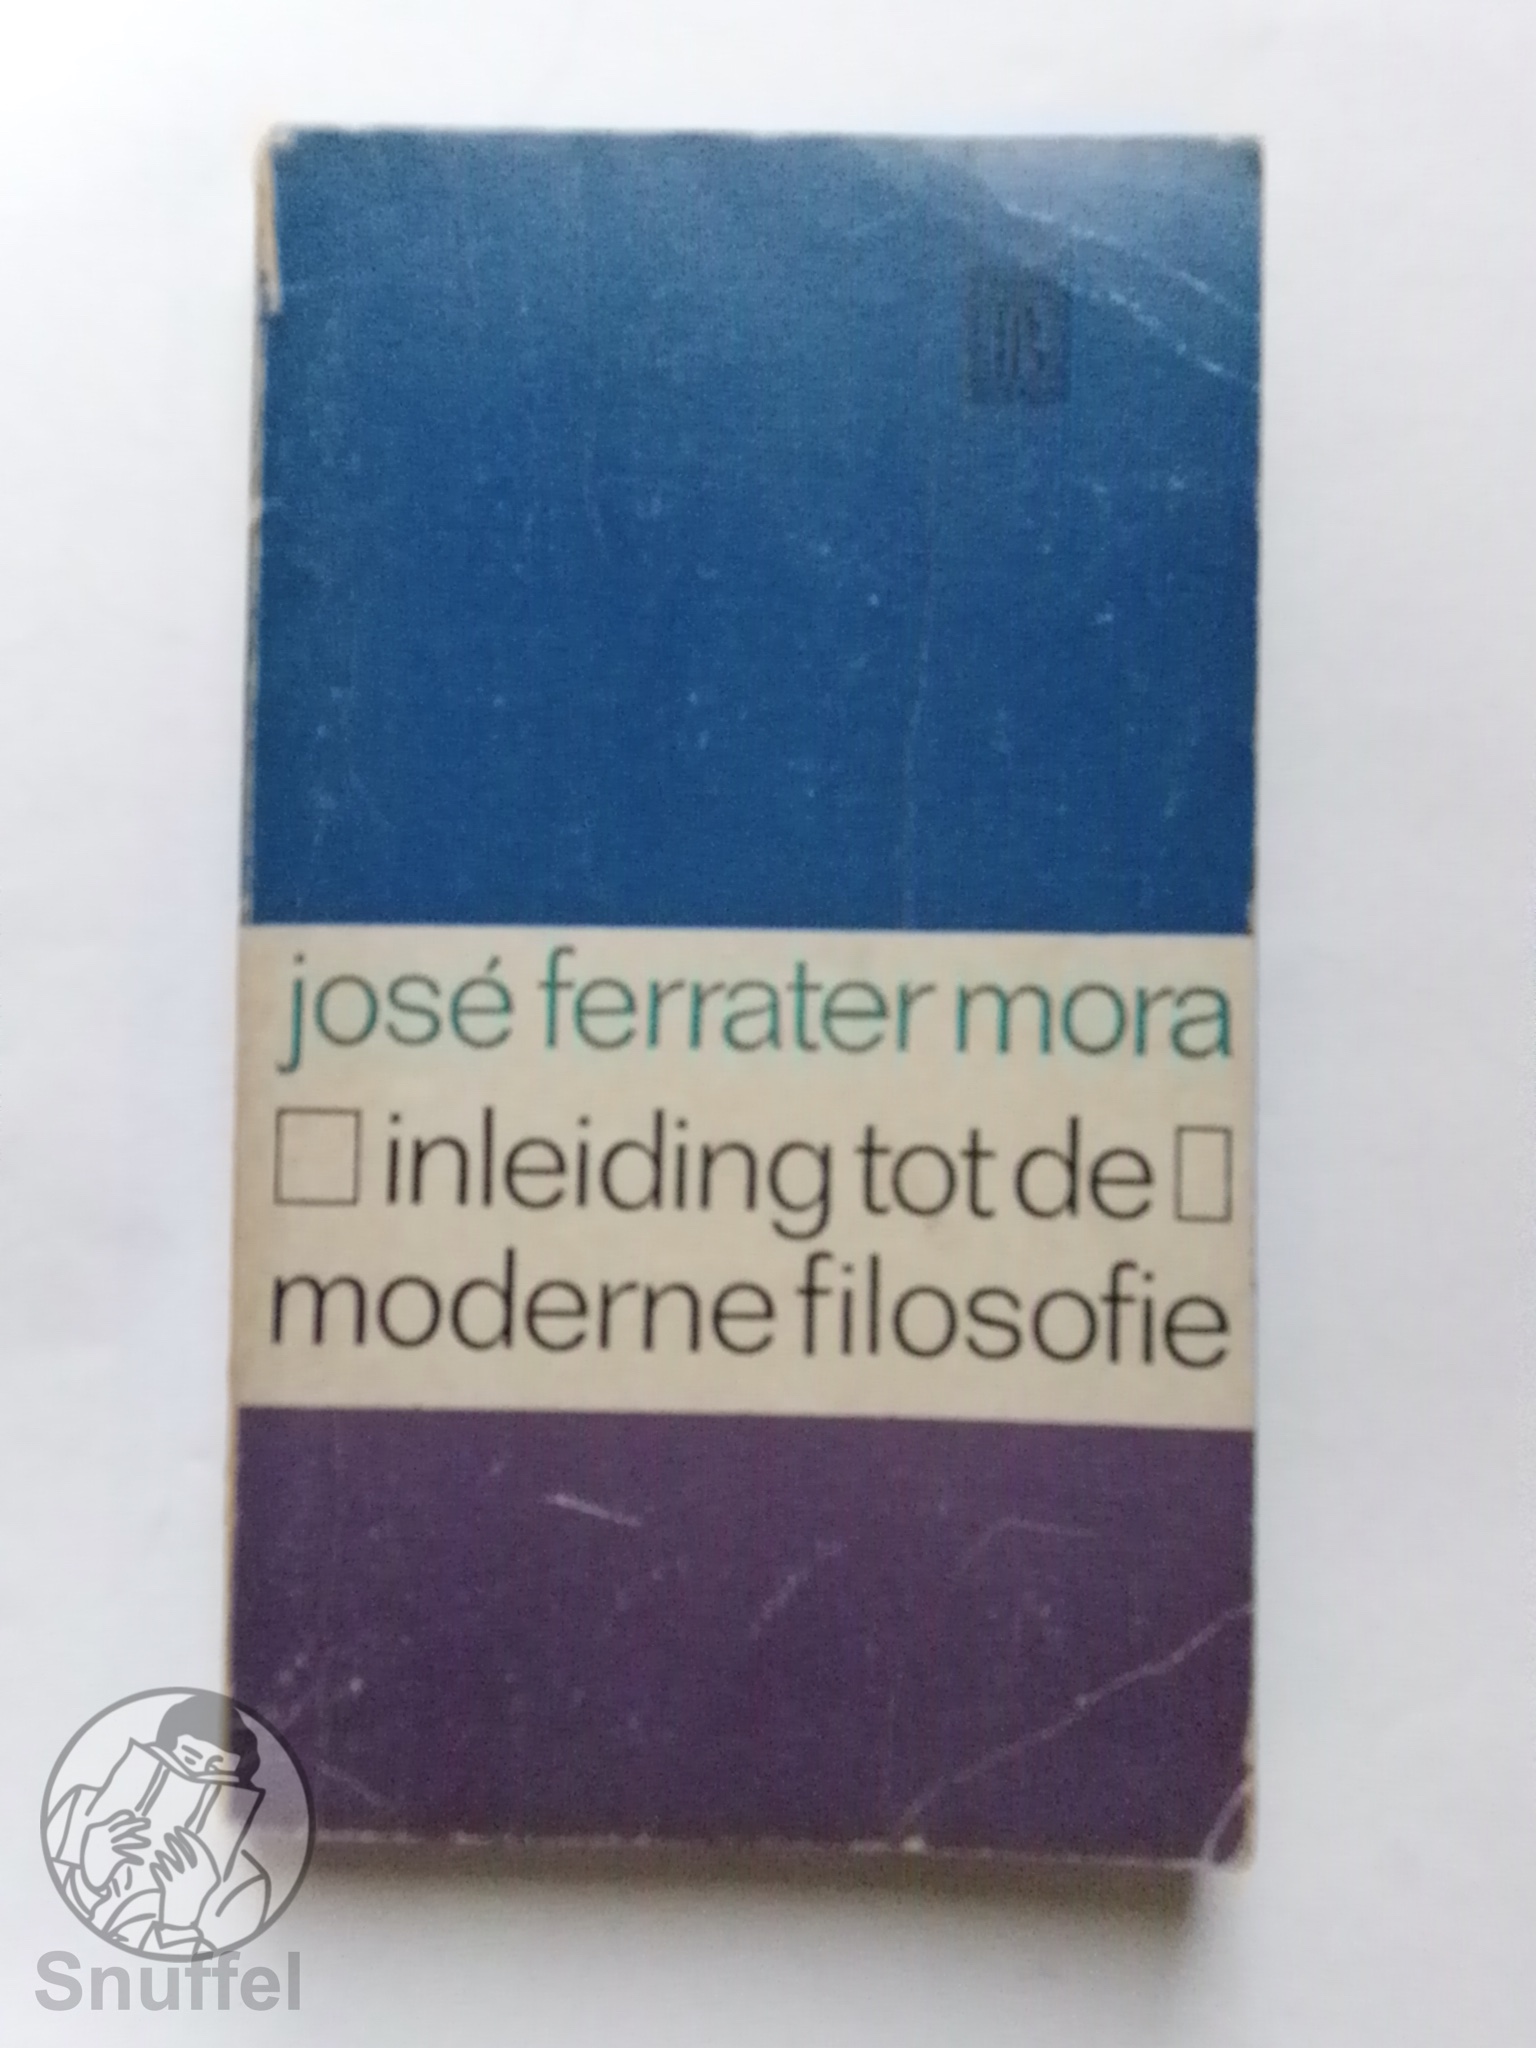 josé ferrater mora
inleiding tot de
moderne filosofie
Snuffel